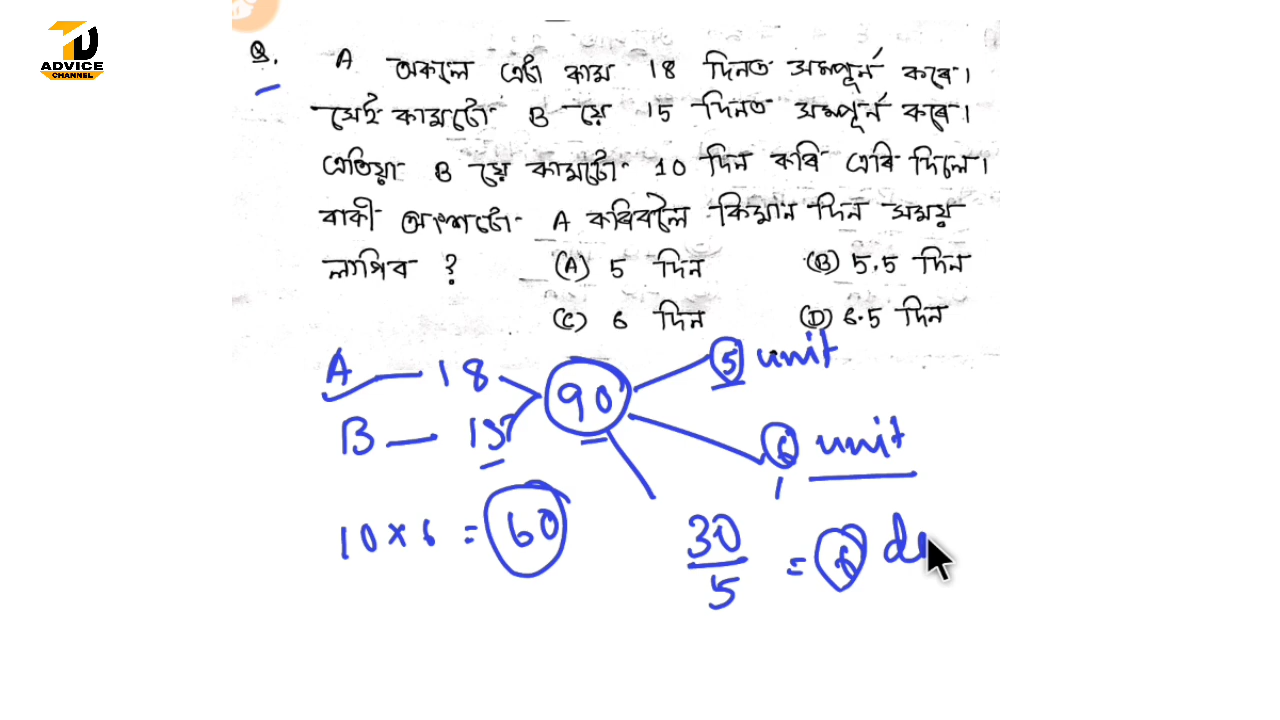 TD
ADVICE
CHANNEL
Q. A অকলে এটা কাম 18 দিনত সম্পূৰ্ন কৰে।
সেই কামটো B য়ে 15 দিনত সম্পূৰ্ন কৰে।
এতিয়া B য়ে কামটো 10 দিন কৰি এৰি দিলে।
বাকী অংশটো A কৰিবলৈ কিমান দিন সময়
লাগিব ? (A) 5 দিন (B) 5.5 দিন
(C) 6 দিন (D) 6.5 দিন
A — 18 90 5 unit
B — 15 6 unit
10 × 6 = 60 30/5 = 6